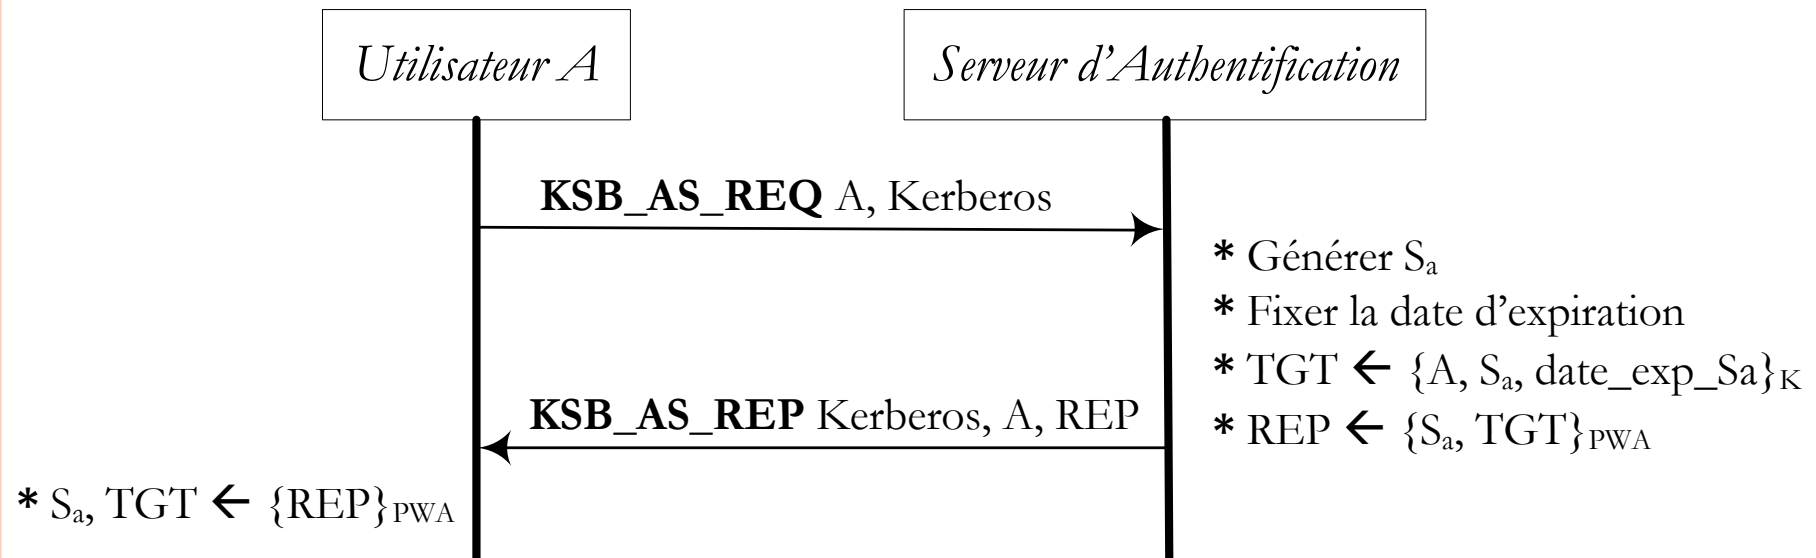 Utilisateur A
Serveur d'Authentification
KSB_AS_REQ A, Kerberos
* Générer Sa
* Fixer la date d'expiration
* TGT ← {A, Sa, date_exp_Sa}K
KSB_AS_REP Kerberos, A, REP
* REP ← {Sa, TGT}PWA
* Sa, TGT ← {REP}PWA